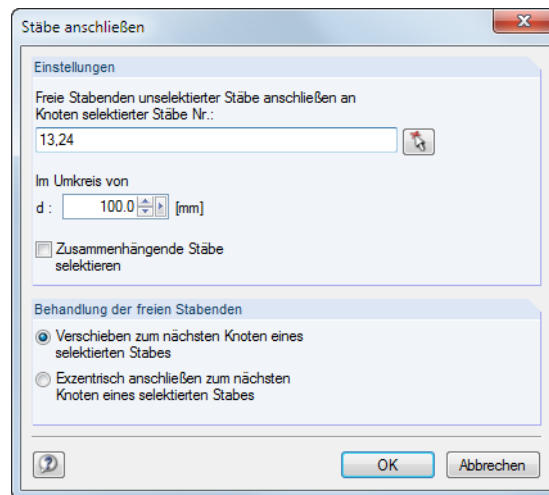 Stäbe anschließen
Einstellungen
Freie Stabenden unselektierter Stäbe anschließen an
Knoten selektierter Stäbe Nr.:
13,24
Im Umkreis von
d : 100.0 [mm]
Zusammenhängende Stäbe
selektieren
Behandlung der freien Stabenden
Verschieben zum nächsten Knoten eines
selektierten Stabes
Exzentrisch anschließen zum nächsten
Knoten eines selektierten Stabes
OK Abbrechen